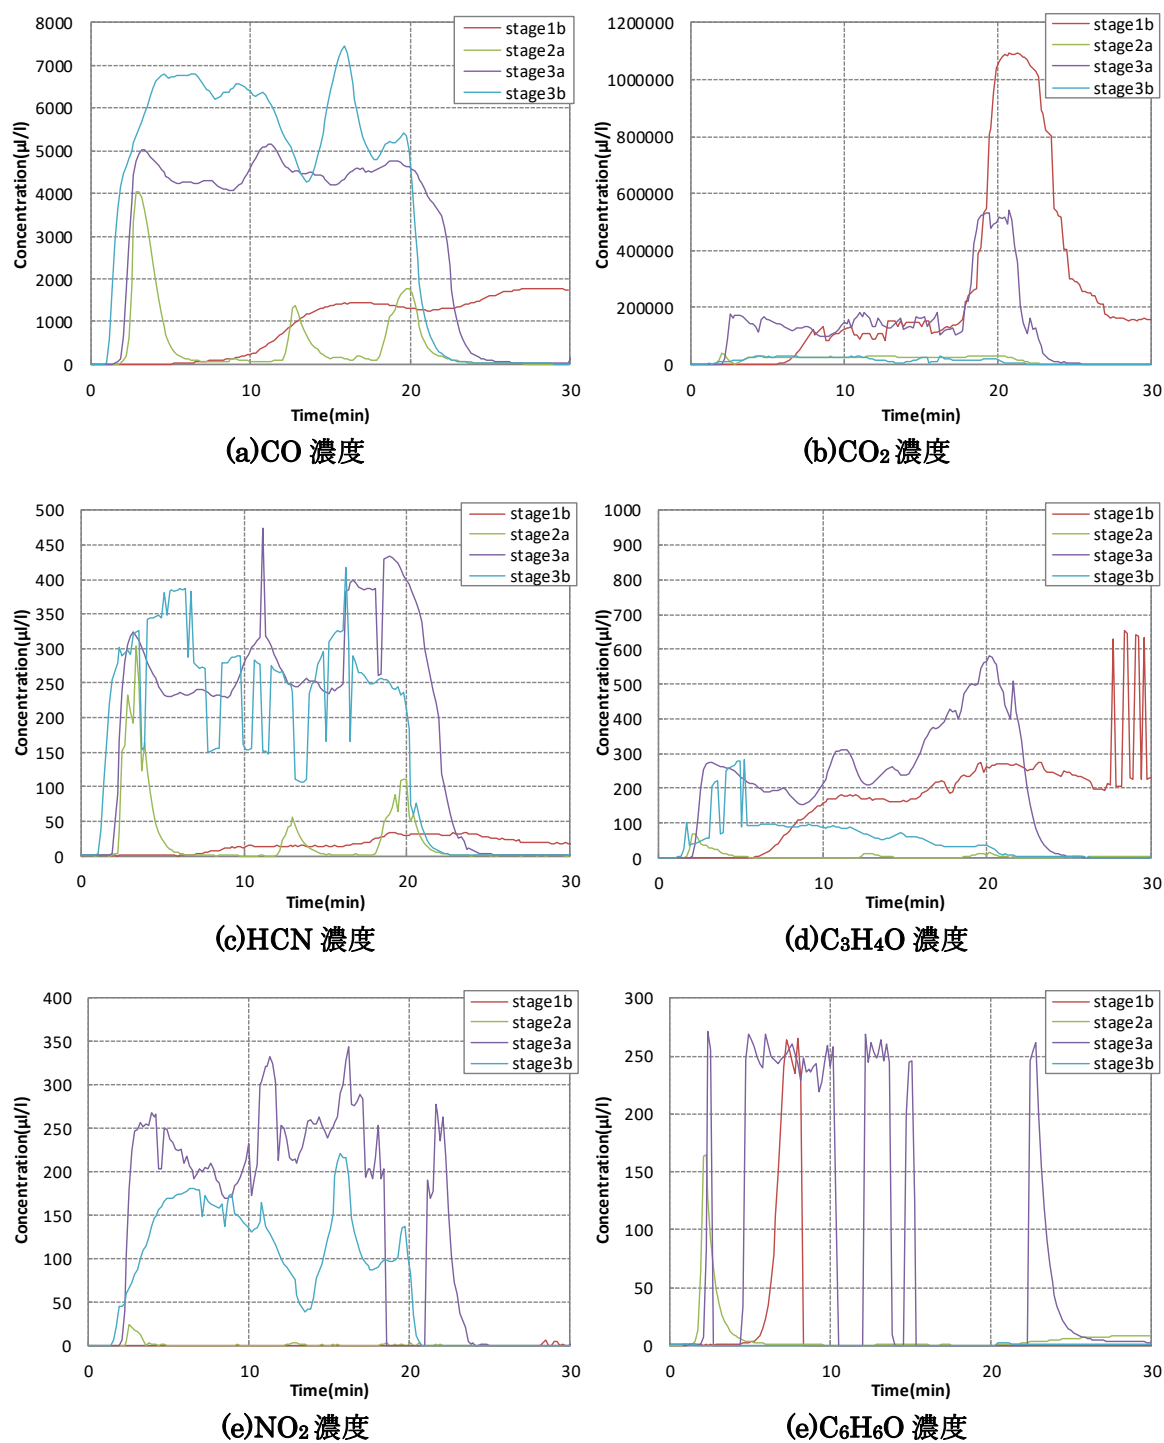 8000
7000
6000
5000
4000
3000
2000
1000
0
Concentration(μl/l)
stage1b
stage2a
stage3a
stage3b
0 10 20 30
Time(min)
(a)CO 濃度
1200000
1000000
800000
600000
400000
200000
0
Concentration(μl/l)
stage1b
stage2a
stage3a
stage3b
0 10 20 30
Time(min)
(b)CO₂ 濃度
500
450
400
350
300
250
200
150
100
50
0
Concentration(μl/l)
stage1b
stage2a
stage3a
stage3b
0 10 20 30
Time(min)
(c)HCN 濃度
1000
900
800
700
600
500
400
300
200
100
0
Concentration(μl/l)
stage1b
stage2a
stage3a
stage3b
0 10 20 30
Time(min)
(d)C₃H₄O 濃度
400
350
300
250
200
150
100
50
0
Concentration(μl/l)
stage1b
stage2a
stage3a
stage3b
0 10 20 30
Time(min)
(e)NO₂ 濃度
300
250
200
150
100
50
0
Concentration(μl/l)
stage1b
stage2a
stage3a
stage3b
0 10 20 30
Time(min)
(e)C₆H₆O 濃度